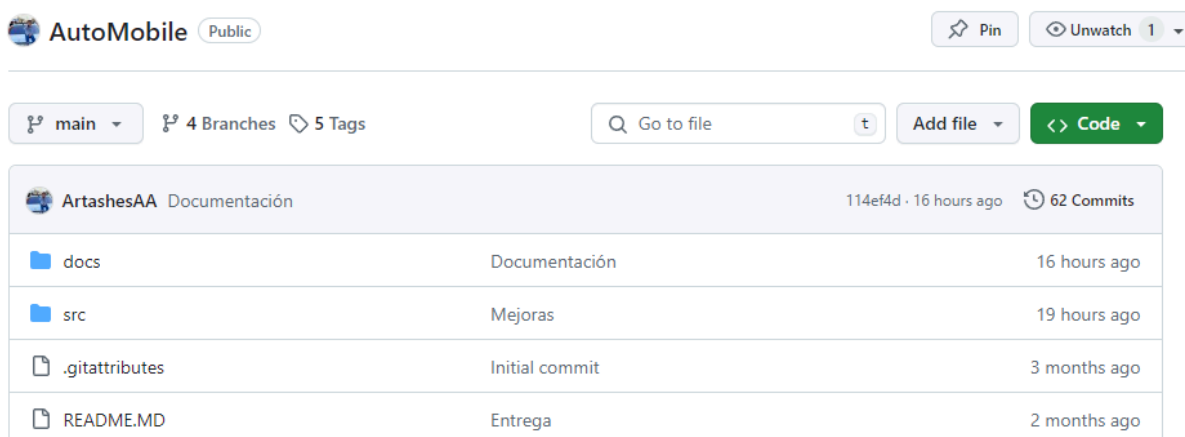 AutoMobile Public Pin Unwatch 1
main 4 Branches 5 Tags Go to file t Add file <> Code
ArtashesAA Documentación 114ef4d · 16 hours ago 62 Commits
docs Documentación 16 hours ago
src Mejoras 19 hours ago
.gitattributes Initial commit 3 months ago
README.MD Entrega 2 months ago